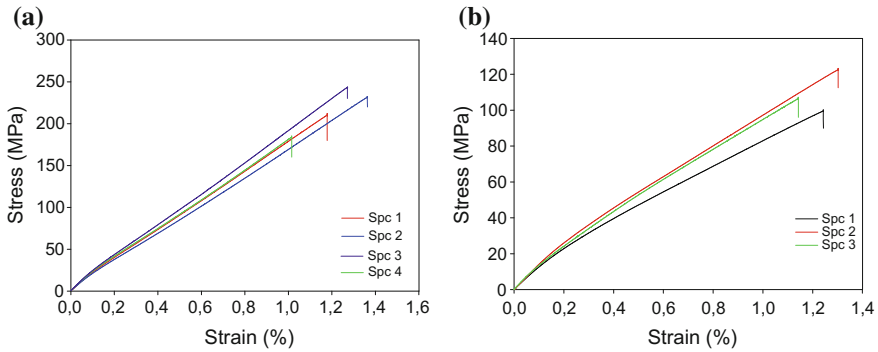 (a)
300
250
200
150
100
50
0
Stress (MPa)
0,0 0,2 0,4 0,6 0,8 1,0 1,2 1,4 1,6
Strain (%)
Spc 1
Spc 2
Spc 3
Spc 4
(b)
140
120
100
80
60
40
20
0
Stress (MPa)
0,0 0,2 0,4 0,6 0,8 1,0 1,2 1,4
Strain (%)
Spc 1
Spc 2
Spc 3